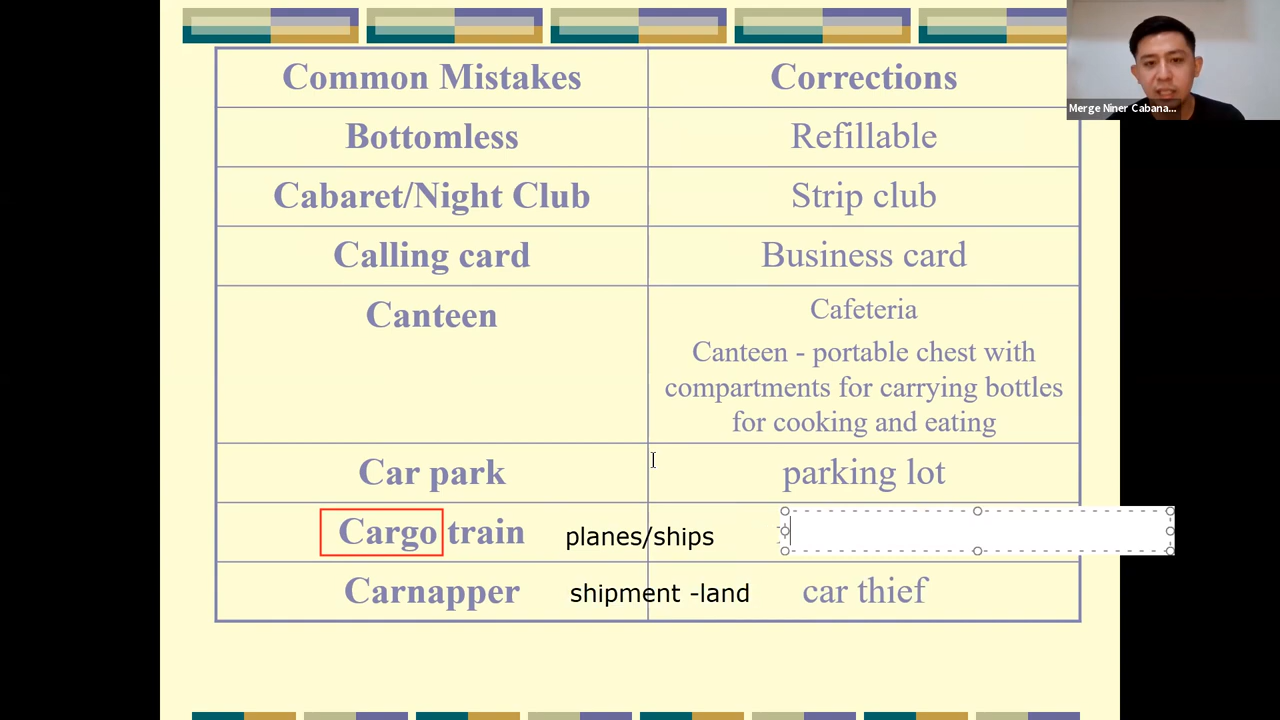 Common Mistakes Corrections
Merge Niner Cabana...
Bottomless Refillable
Cabaret/Night Club Strip club
Calling card Business card
Canteen Cafeteria
Canteen - portable chest with
compartments for carrying bottles
for cooking and eating
Car park parking lot
Cargo train planes/ships
Carnapper shipment -land car thief